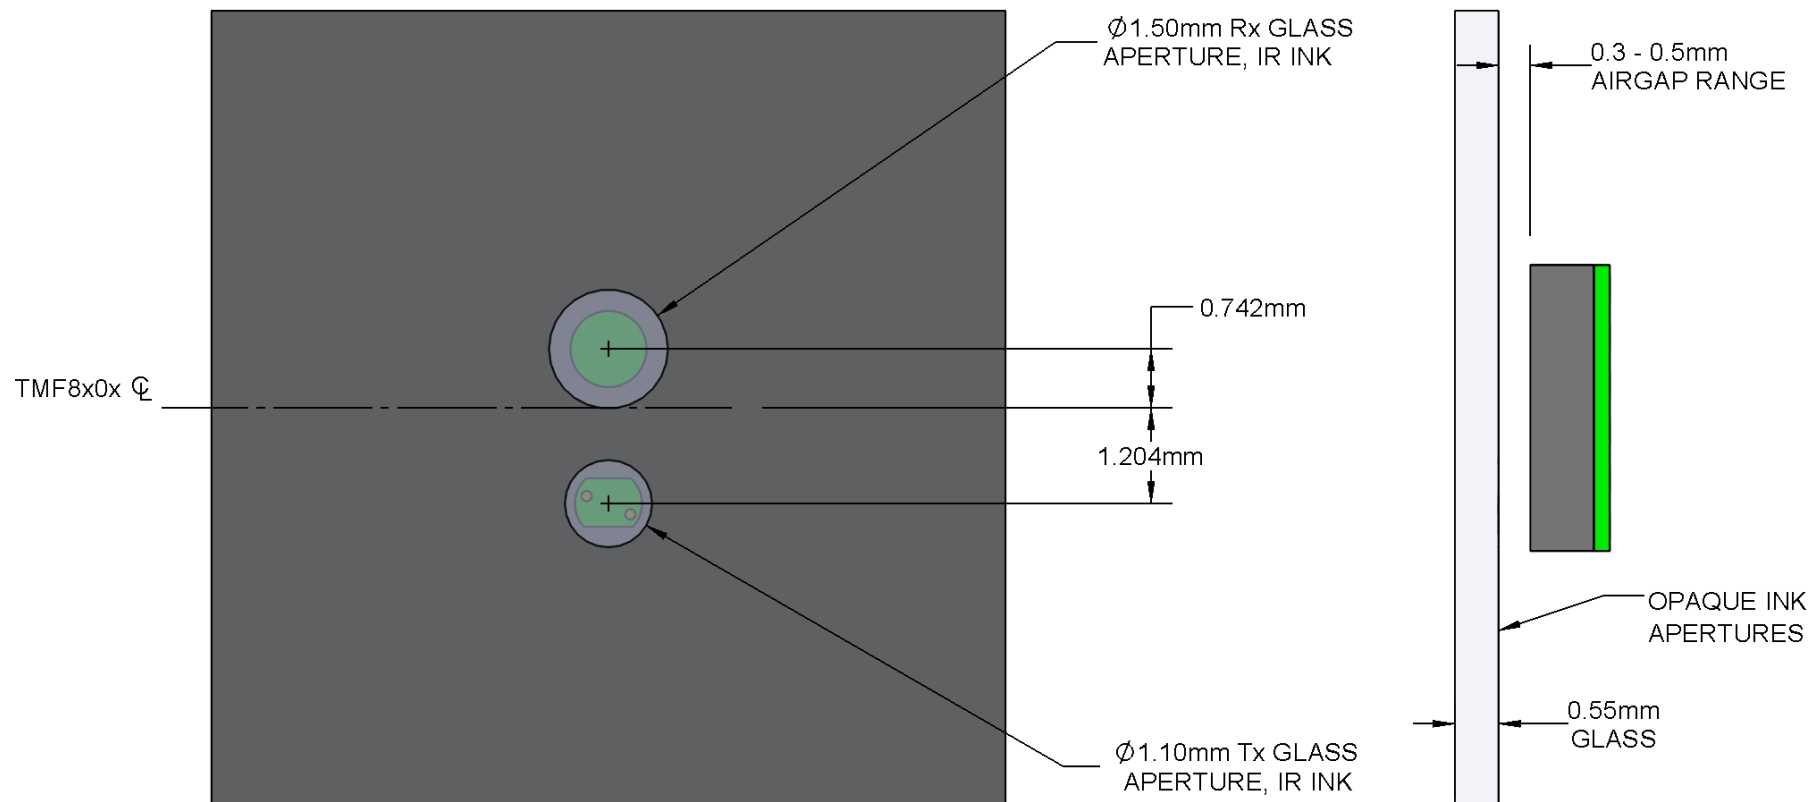 Ø1.50mm Rx GLASS
APERTURE, IR INK
0.3 - 0.5mm
AIRGAP RANGE
0.742mm
TMF8x0x ℄
1.204mm
OPAQUE INK
APERTURES
0.55mm
GLASS
Ø1.10mm Tx GLASS
APERTURE, IR INK